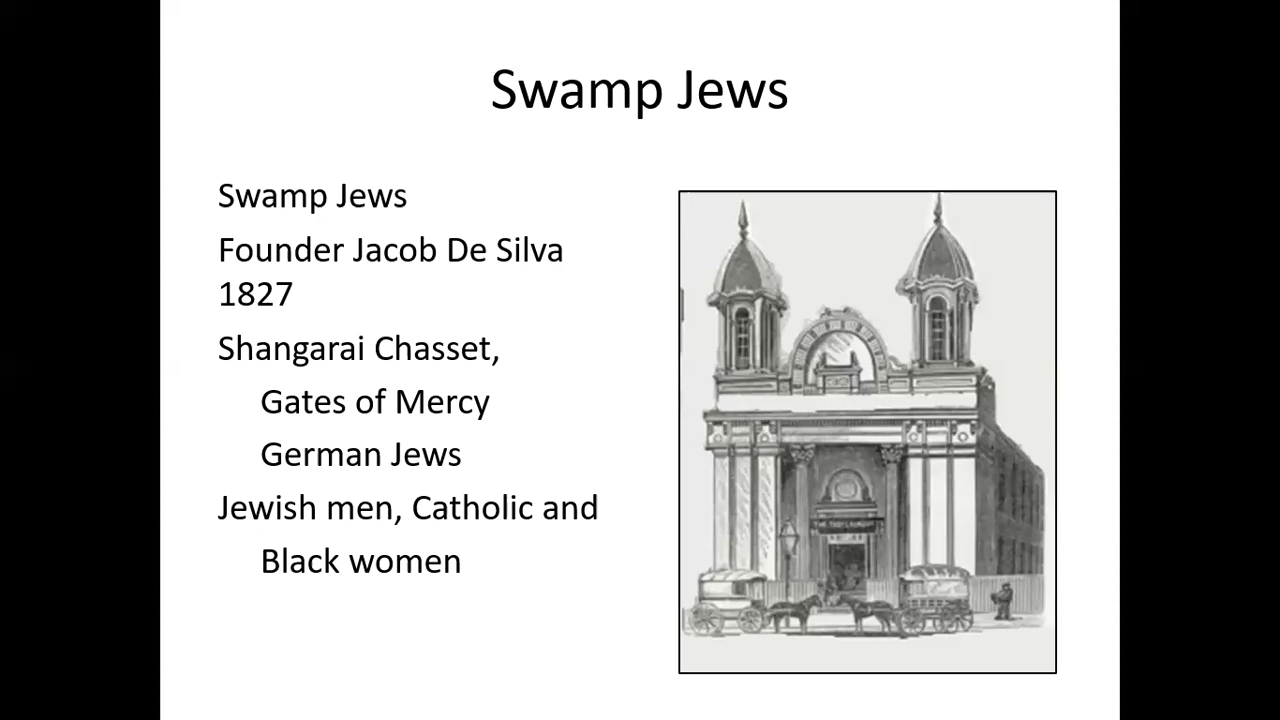 Swamp Jews
Swamp Jews
Founder Jacob De Silva
1827
Shangarai Chasset,
Gates of Mercy
German Jews
Jewish men, Catholic and
Black women